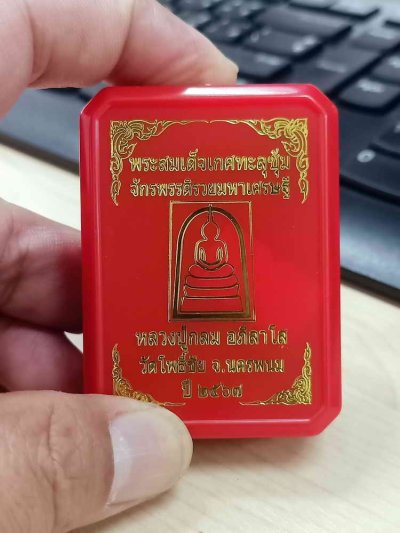 พระสมเด็จเกศทะลุซุ้ม
จักรพรรดิรวยมหาเศรษฐี
หลวงปู่กลม อภิลาโส
วัดโพธิ์ชัย จ.นครพนม
ปี ๒๕๖๗